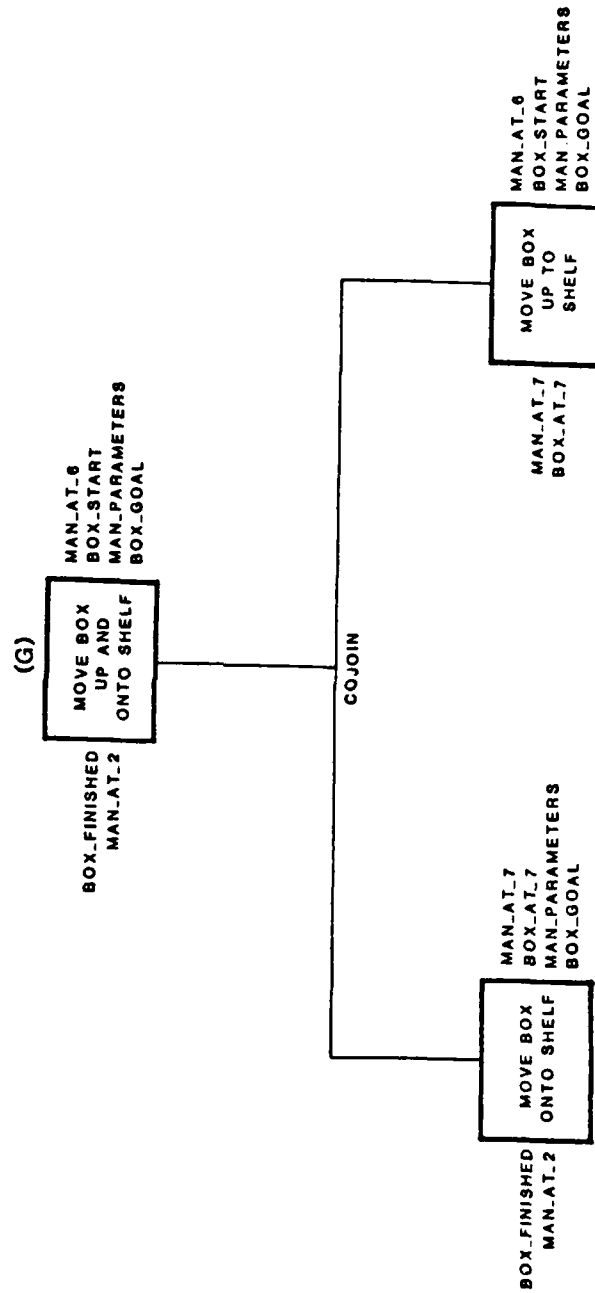 (G)
BOX_FINISHED
MAN_AT_2
MOVE BOX
UP AND
ONTO SHELF
MAN_AT_6
BOX_START
MAN_PARAMETERS
BOX_GOAL
COJOIN
BOX_FINISHED
MAN_AT_2
MOVE BOX
ONTO SHELF
MAN_AT_7
BOX_AT_7
MAN_PARAMETERS
BOX_GOAL
MAN_AT_7
BOX_AT_7
MOVE BOX
UP TO
SHELF
MAN_AT_6
BOX_START
MAN_PARAMETERS
BOX_GOAL